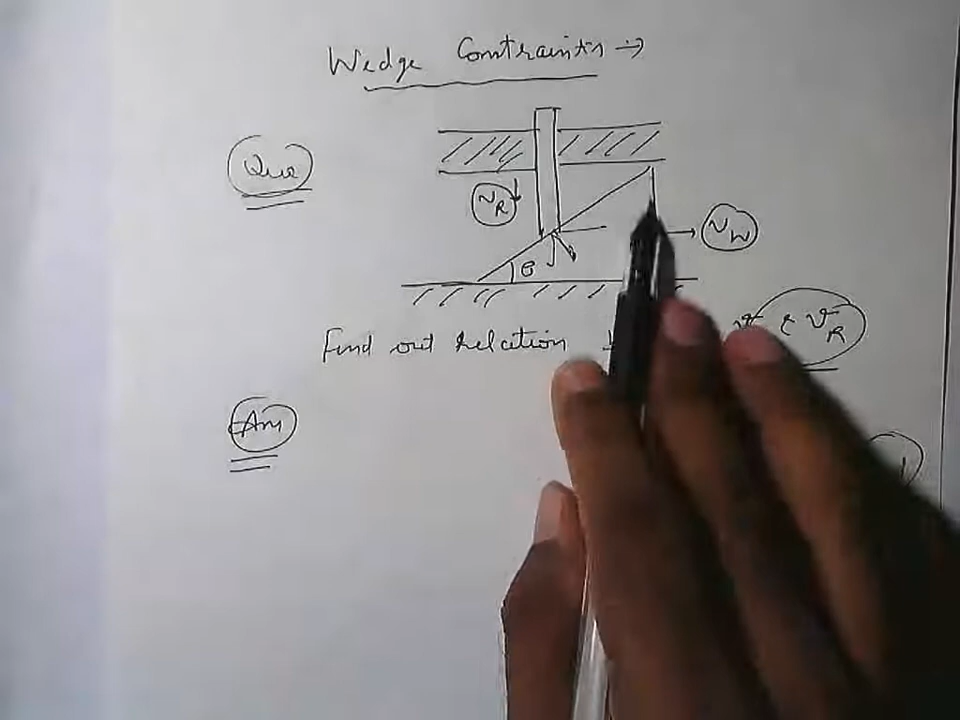 Wedge Contraints →
Que
v_R
v_W
θ
Find out relation
& v_R
Ans